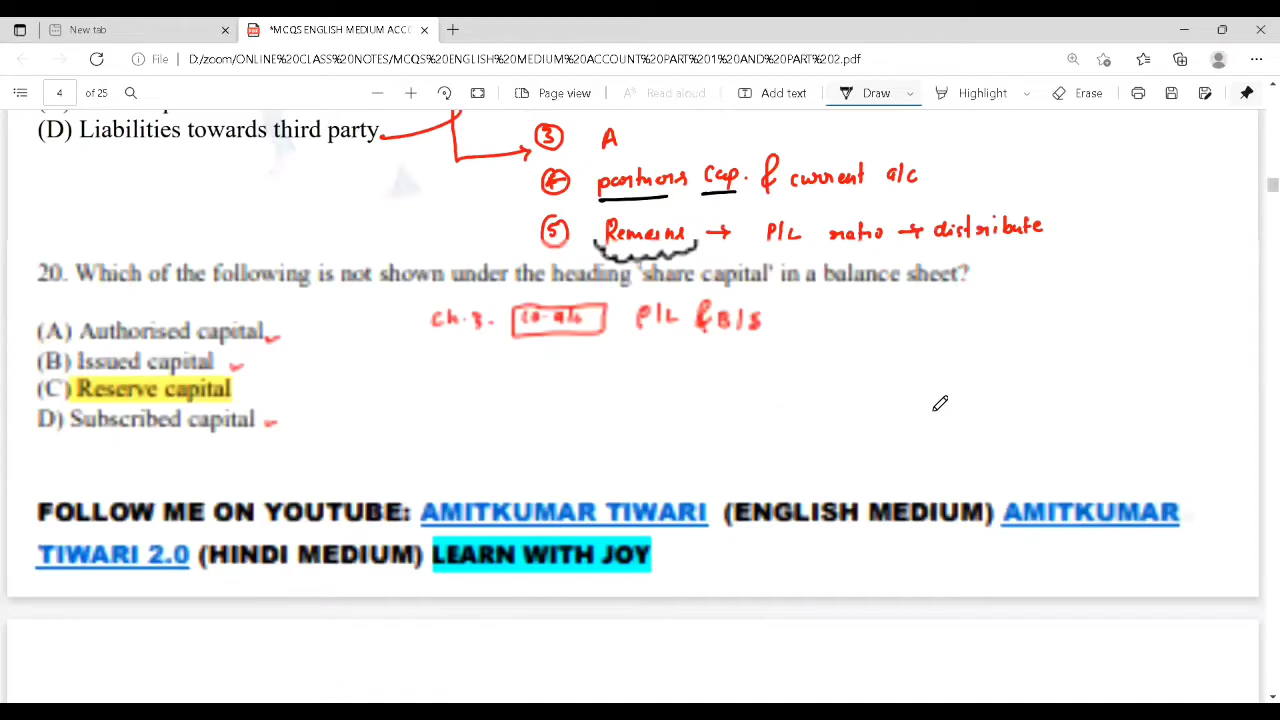 New tab
*MCQS ENGLISH MEDIUM ACCO
File D:/zoom/ONLINE%20CLASS%20NOTES/MCQS%20ENGLISH%20MEDIUM%20ACCOUNT%20PART%201%20AND%20PART%202.pdf
4 of 25 Page view Read aloud Add text Draw Highlight Erase
(D) Liabilities towards third party
③ A
④ partners cap. & current a/c
⑤ Remains → P/L ratio → distribute
20. Which of the following is not shown under the heading 'share capital' in a balance sheet?
ch.3. co. a/c P/L & B/S
(A) Authorised capital
(B) Issued capital
(C) Reserve capital
D) Subscribed capital
FOLLOW ME ON YOUTUBE: AMITKUMAR TIWARI (ENGLISH MEDIUM) AMITKUMAR
TIWARI 2.0 (HINDI MEDIUM) LEARN WITH JOY